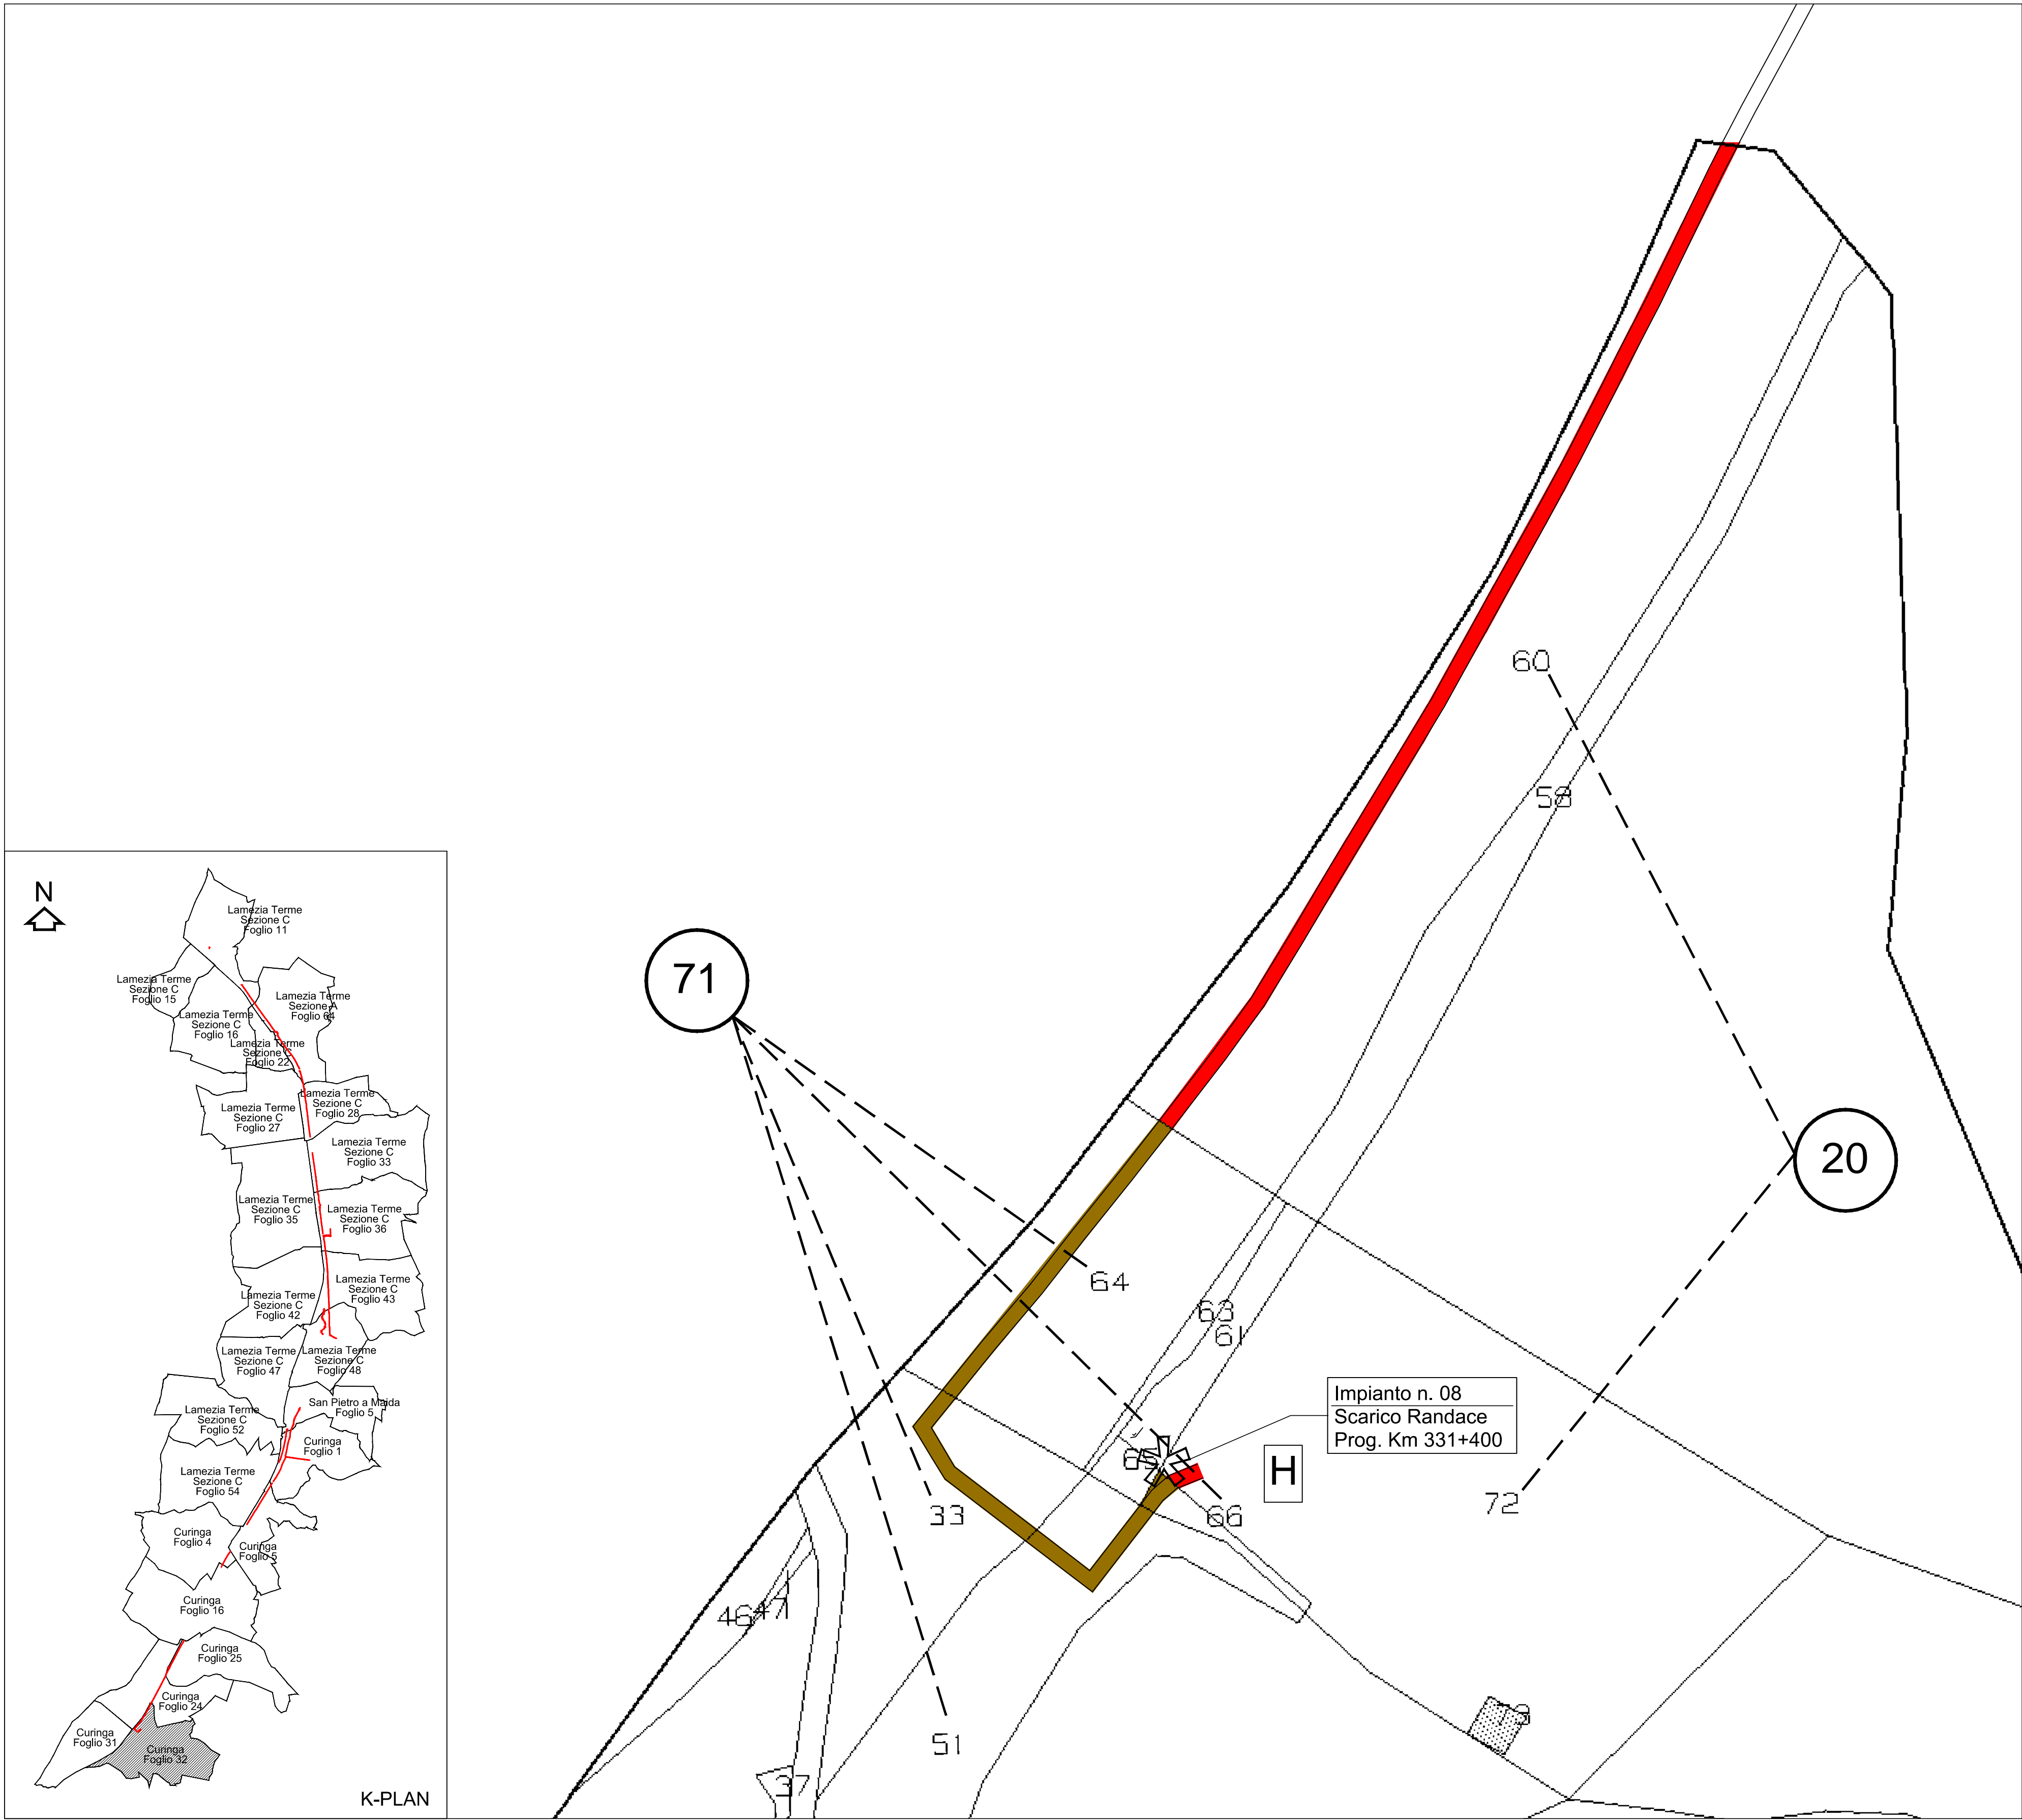 60
58
71
20
64
63
61
Impianto n. 08
Scarico Randace
Prog. Km 331+400
65
H
33
66
72
46
47
51
73
37
N
Lamezia Terme
Sezione C
Foglio 11
Lamezia Terme
Sezione C
Foglio 15
Lamezia Terme
Sezione A
Foglio 64
Lamezia Terme
Sezione C
Foglio 16
Lamezia Terme
Sezione C
Foglio 22
Lamezia Terme
Sezione C
Foglio 28
Lamezia Terme
Sezione C
Foglio 27
Lamezia Terme
Sezione C
Foglio 33
Lamezia Terme
Sezione C
Foglio 35
Lamezia Terme
Sezione C
Foglio 36
Lamezia Terme
Sezione C
Foglio 43
Lamezia Terme
Sezione C
Foglio 42
Lamezia Terme
Sezione C
Foglio 47
Lamezia Terme
Sezione C
Foglio 48
San Pietro a Maida
Foglio 5
Lamezia Terme
Sezione C
Foglio 52
Curinga
Foglio 1
Lamezia Terme
Sezione C
Foglio 54
Curinga
Foglio 4
Curinga
Foglio 5
Curinga
Foglio 16
Curinga
Foglio 25
Curinga
Foglio 24
Curinga
Foglio 31
Curinga
Foglio 32
K-PLAN